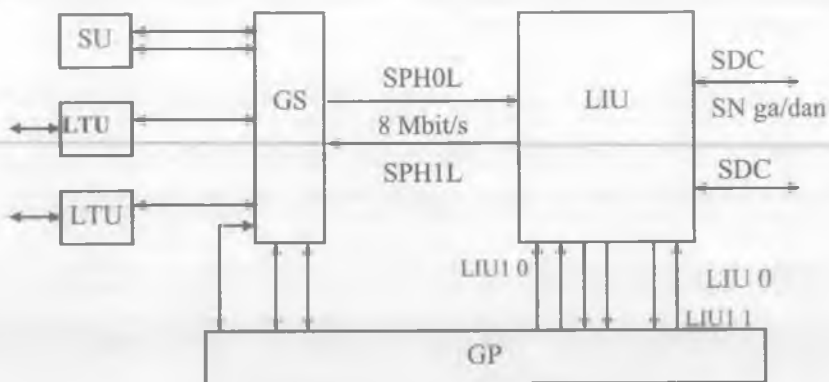 SU
LTU
LTU
GS
SPH0L
8 Mbit/s
SPH1L
LIU
SDC
SN ga/dan
SDC
LIU1 0
LIU 0
LIU1 1
GP